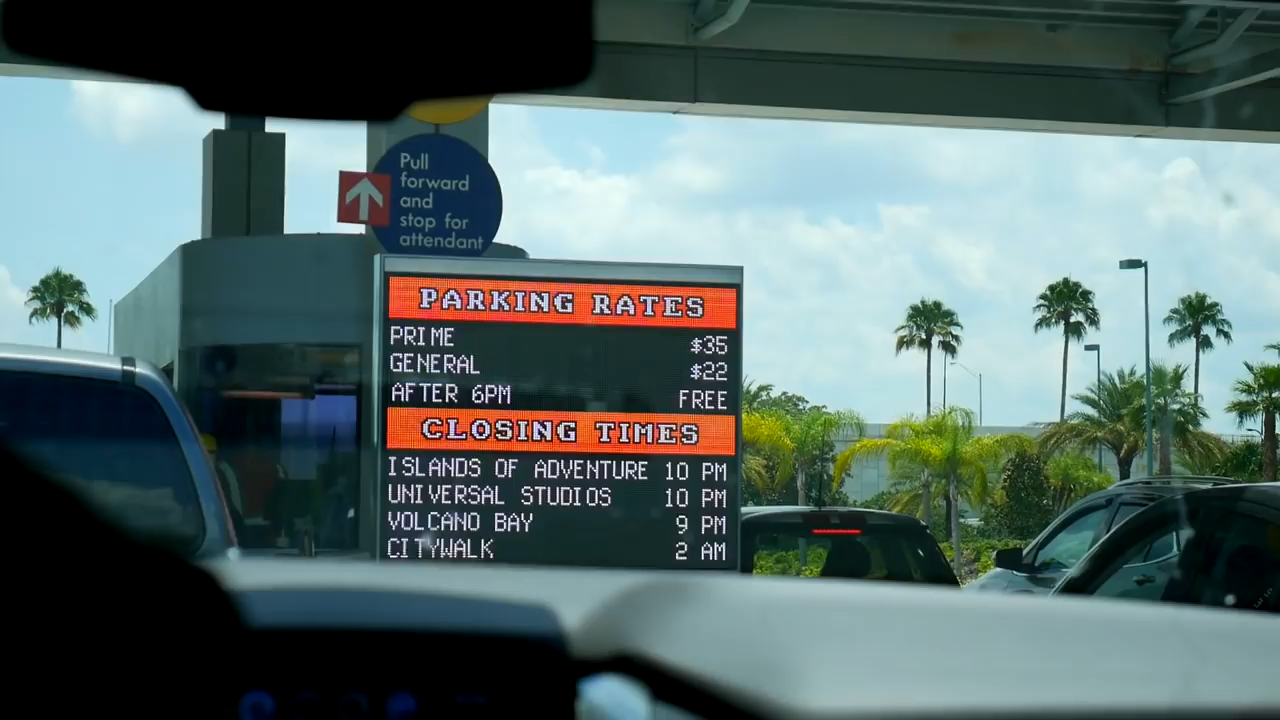 Pull
forward
and
stop for
attendant
PARKING RATES
PRIME $35
GENERAL $22
AFTER 6PM FREE
CLOSING TIMES
ISLANDS OF ADVENTURE 10 PM
UNIVERSAL STUDIOS 10 PM
VOLCANO BAY 9 PM
CITYWALK 2 AM